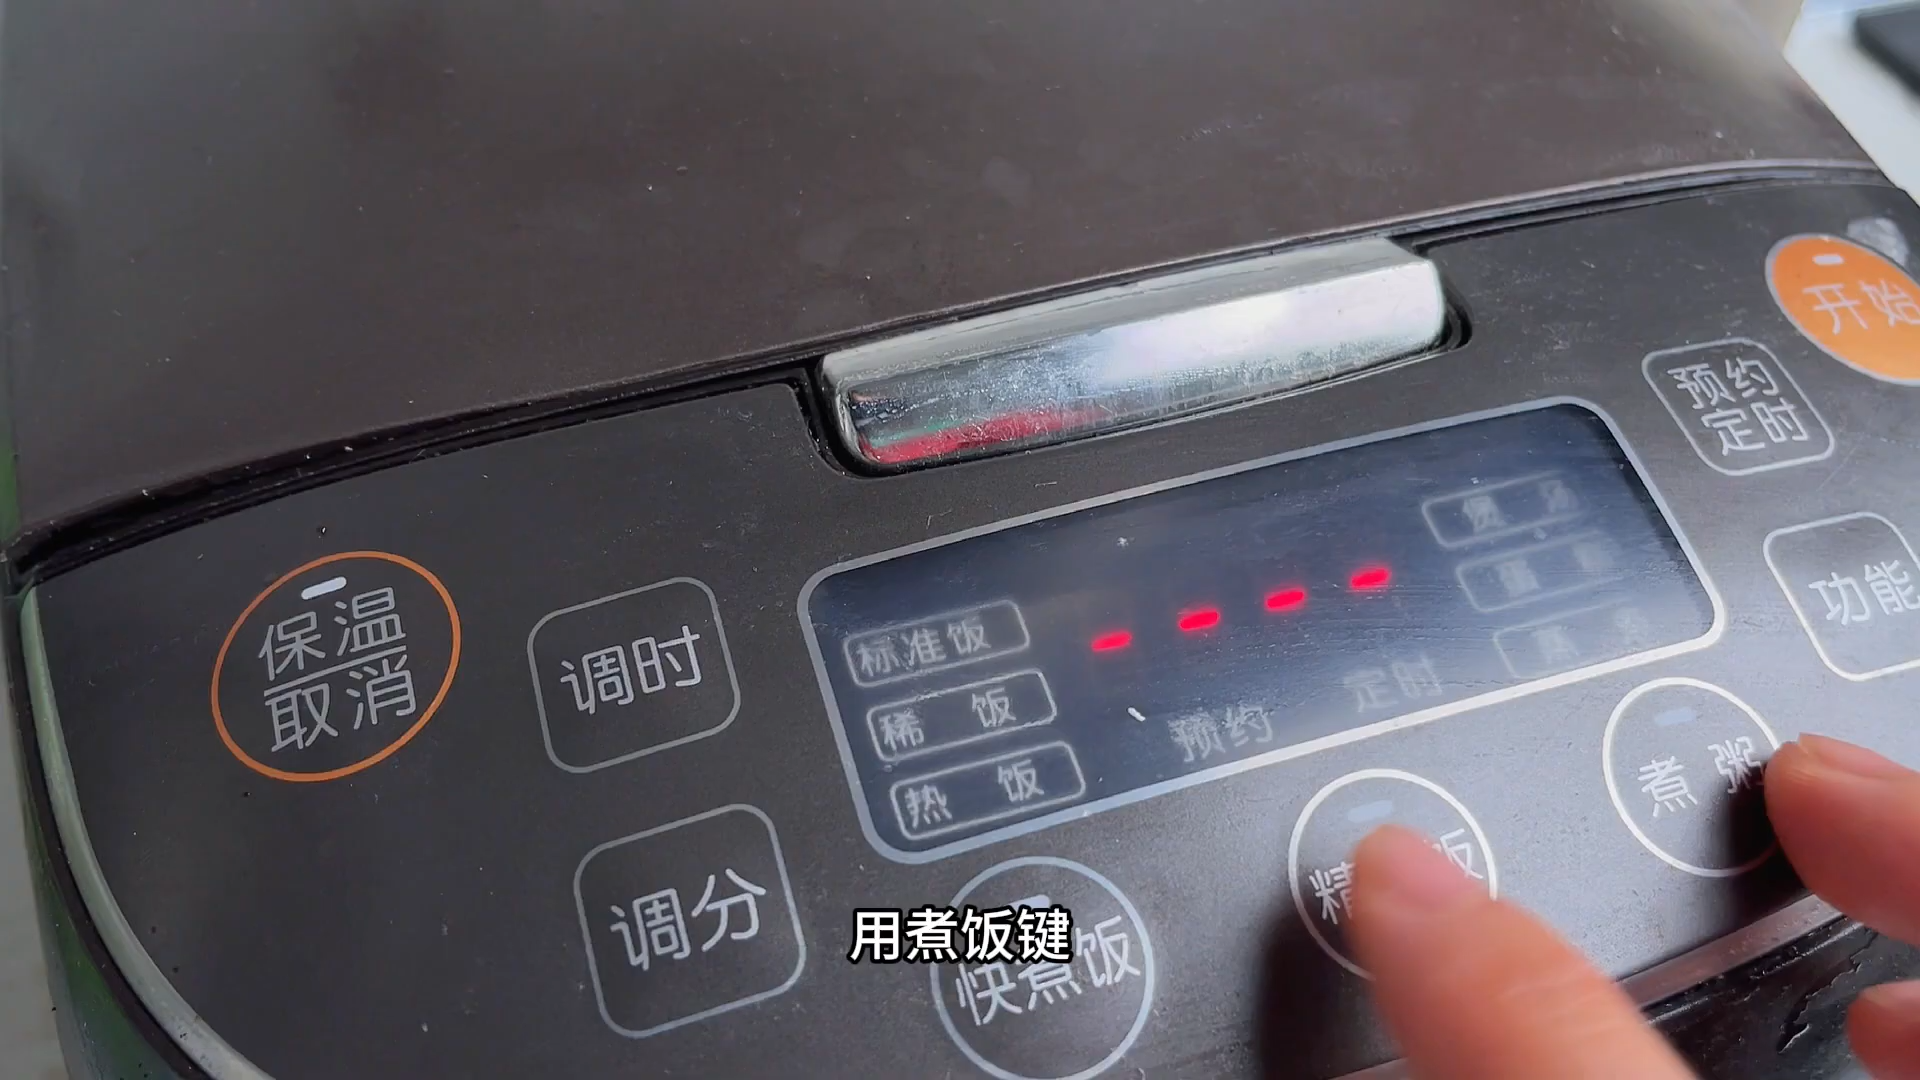 开始
预约
定时
功能
保温
取消
调时
标准饭
稀 饭
热 饭
预约
定时
煮 粥
调分
快煮饭
用煮饭键